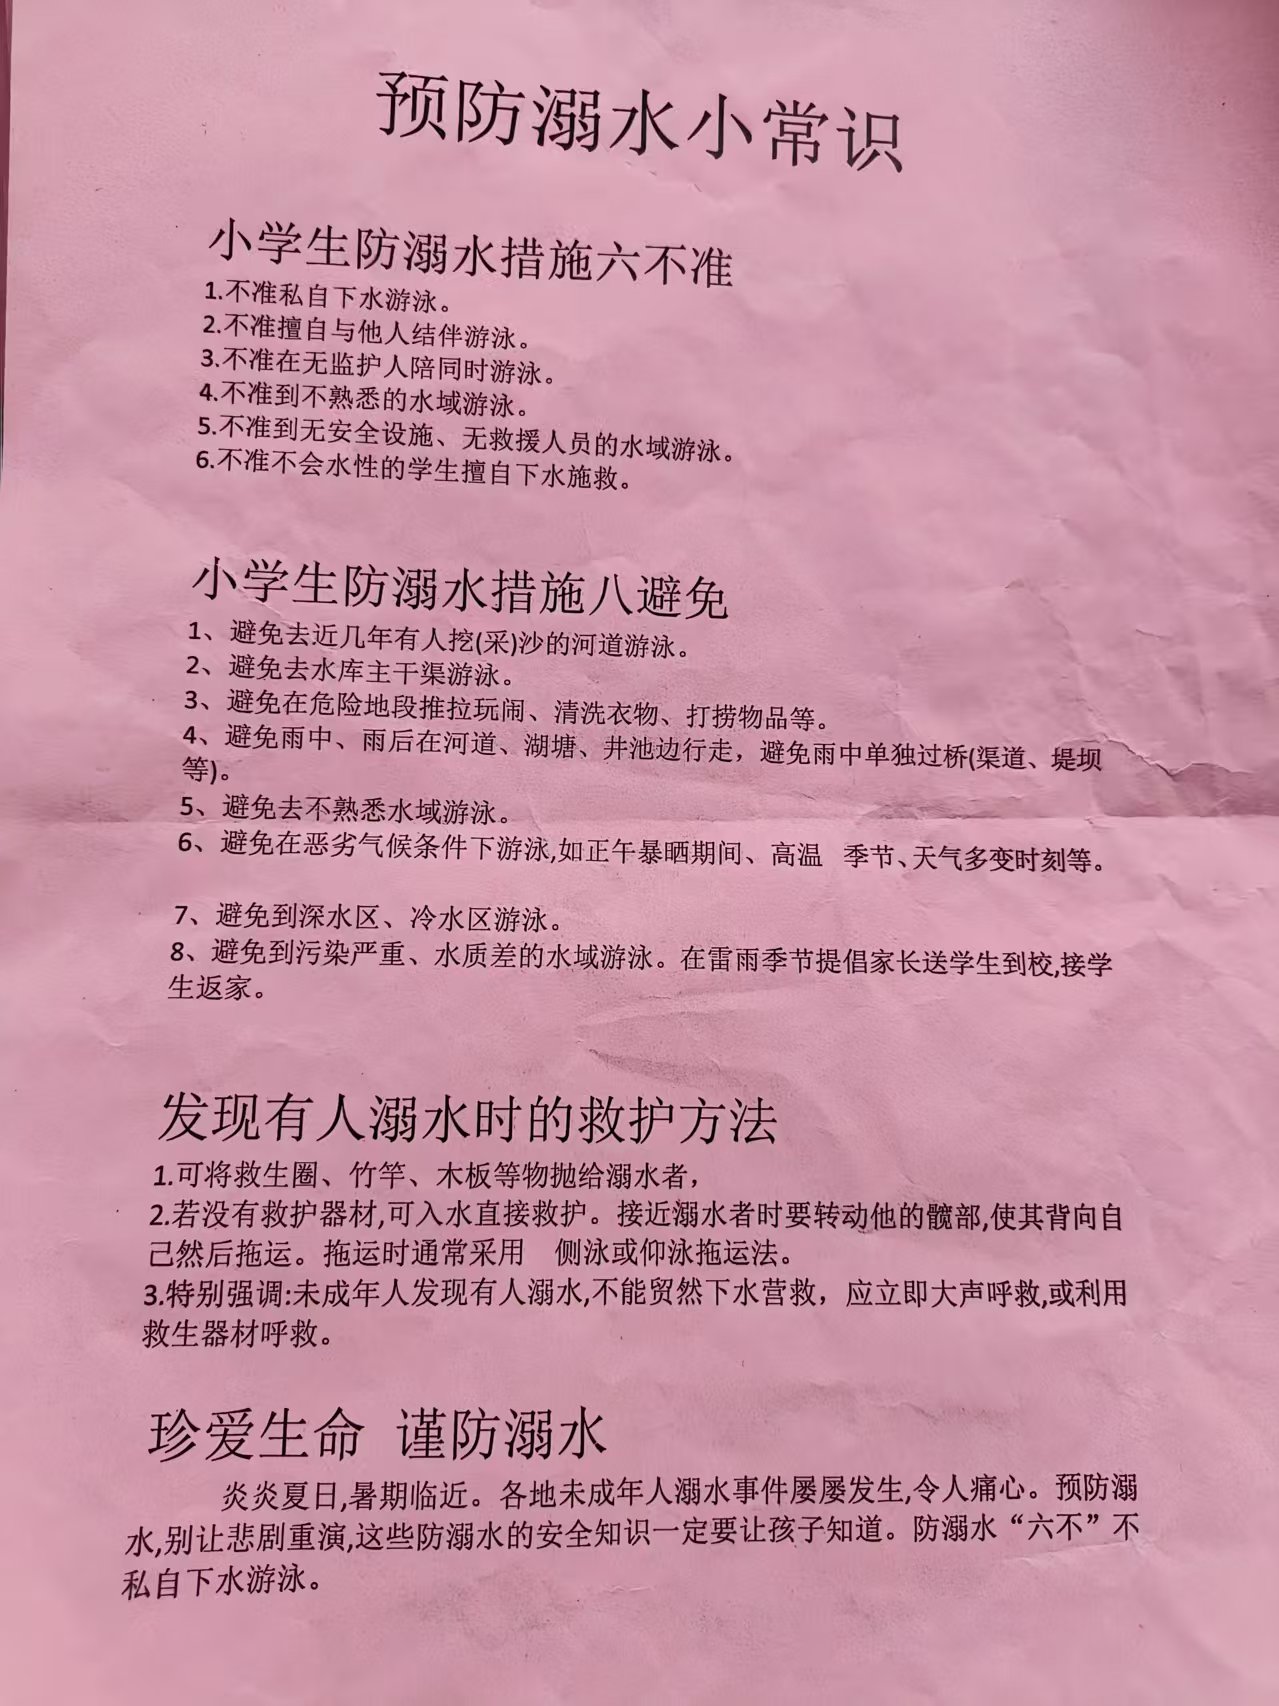 预防溺水小常识
小学生防溺水措施六不准
1.不准私自下水游泳。
2.不准擅自与他人结伴游泳。
3.不准在无监护人陪同时游泳。
4.不准到不熟悉的水域游泳。
5.不准到无安全设施、无救援人员的水域游泳。
6.不准不会水性的学生擅自下水施救。
小学生防溺水措施八避免
1、避免去近几年有人挖(采)沙的河道游泳。
2、避免去水库主干渠游泳。
3、避免在危险地段推拉玩闹、清洗衣物、打捞物品等。
4、避免雨中、雨后在河道、湖塘、井池边行走，避免雨中单独过桥(渠道、堤坝
等)。
5、避免去不熟悉水域游泳。
6、避免在恶劣气候条件下游泳,如正午暴晒期间、高温 季节、天气多变时刻等。
7、避免到深水区、冷水区游泳。
8、避免到污染严重、水质差的水域游泳。在雷雨季节提倡家长送学生到校,接学
生返家。
发现有人溺水时的救护方法
1.可将救生圈、竹竿、木板等物抛给溺水者，
2.若没有救护器材,可入水直接救护。接近溺水者时要转动他的髋部,使其背向自
己然后拖运。拖运时通常采用 侧泳或仰泳拖运法。
3.特别强调:未成年人发现有人溺水,不能贸然下水营救，应立即大声呼救,或利用
救生器材呼救。
珍爱生命 谨防溺水
炎炎夏日,暑期临近。各地未成年人溺水事件屡屡发生,令人痛心。预防溺
水,别让悲剧重演,这些防溺水的安全知识一定要让孩子知道。防溺水“六不”不
私自下水游泳。